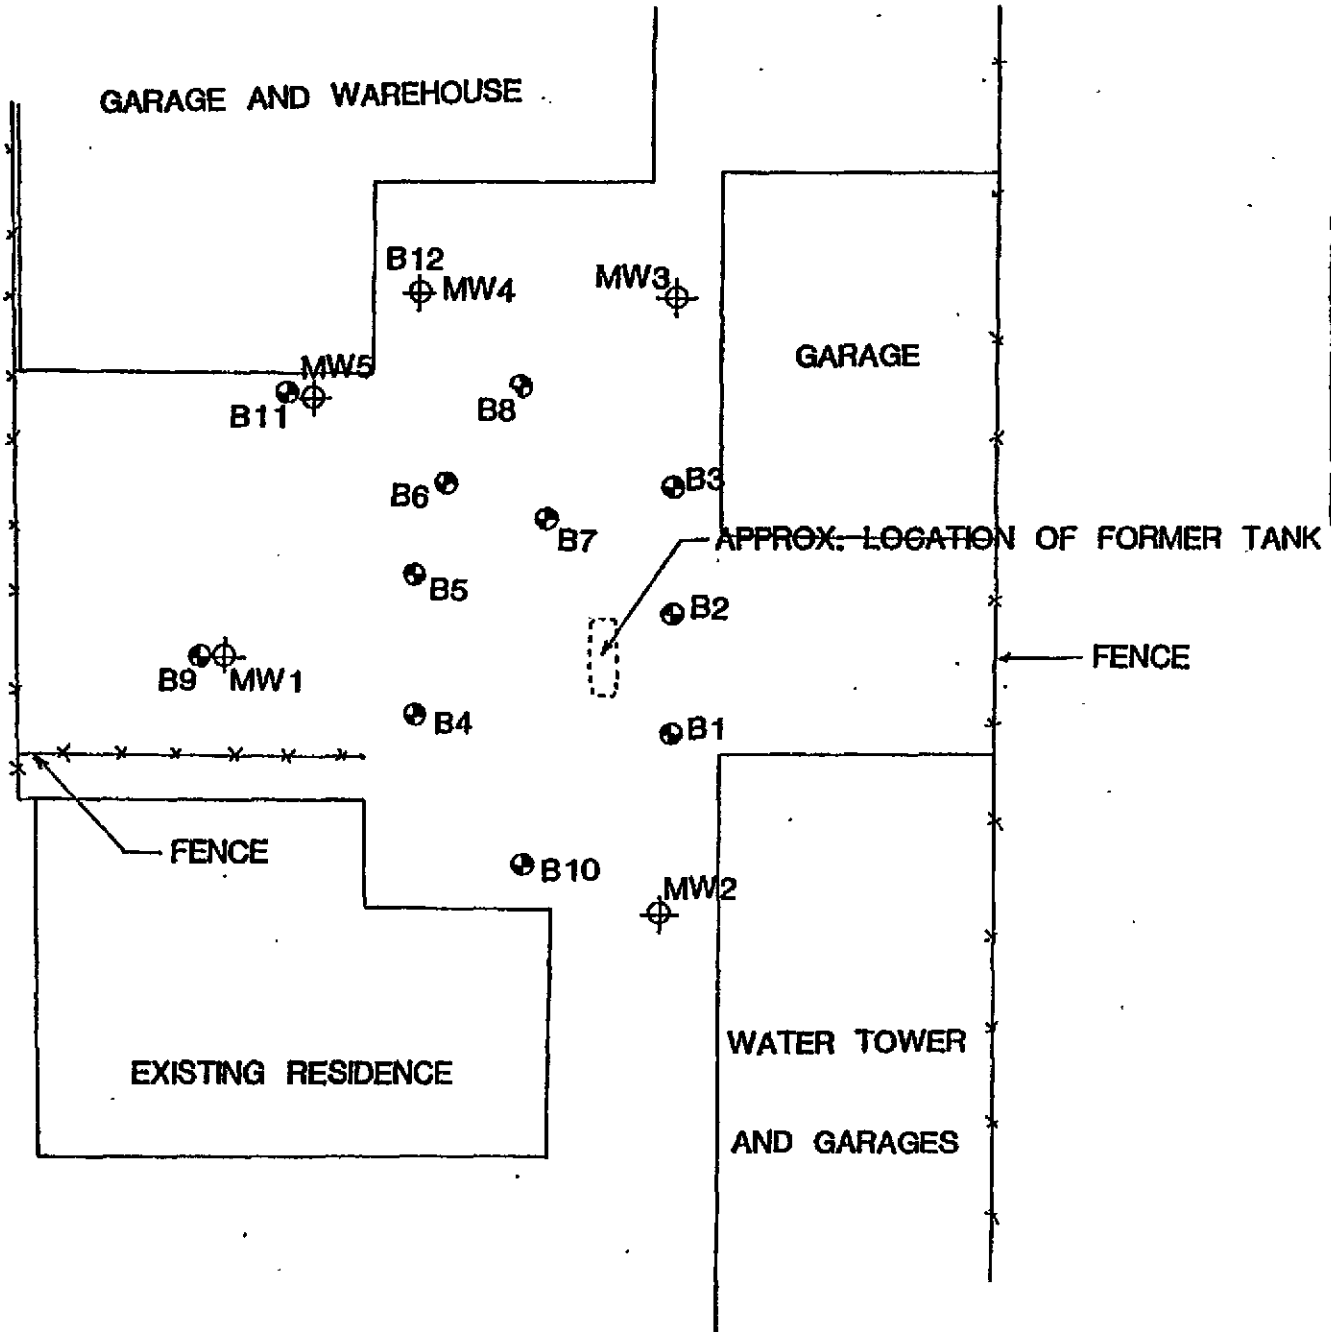 GARAGE AND WAREHOUSE
B12
MW4
MW3
GARAGE
MW5
B11
B8
B6
B3
B7
APPROX. LOCATION OF FORMER TANK
B5
B2
FENCE
B9
MW1
B4
B1
FENCE
B10
MW2
WATER TOWER
AND GARAGES
EXISTING RESIDENCE